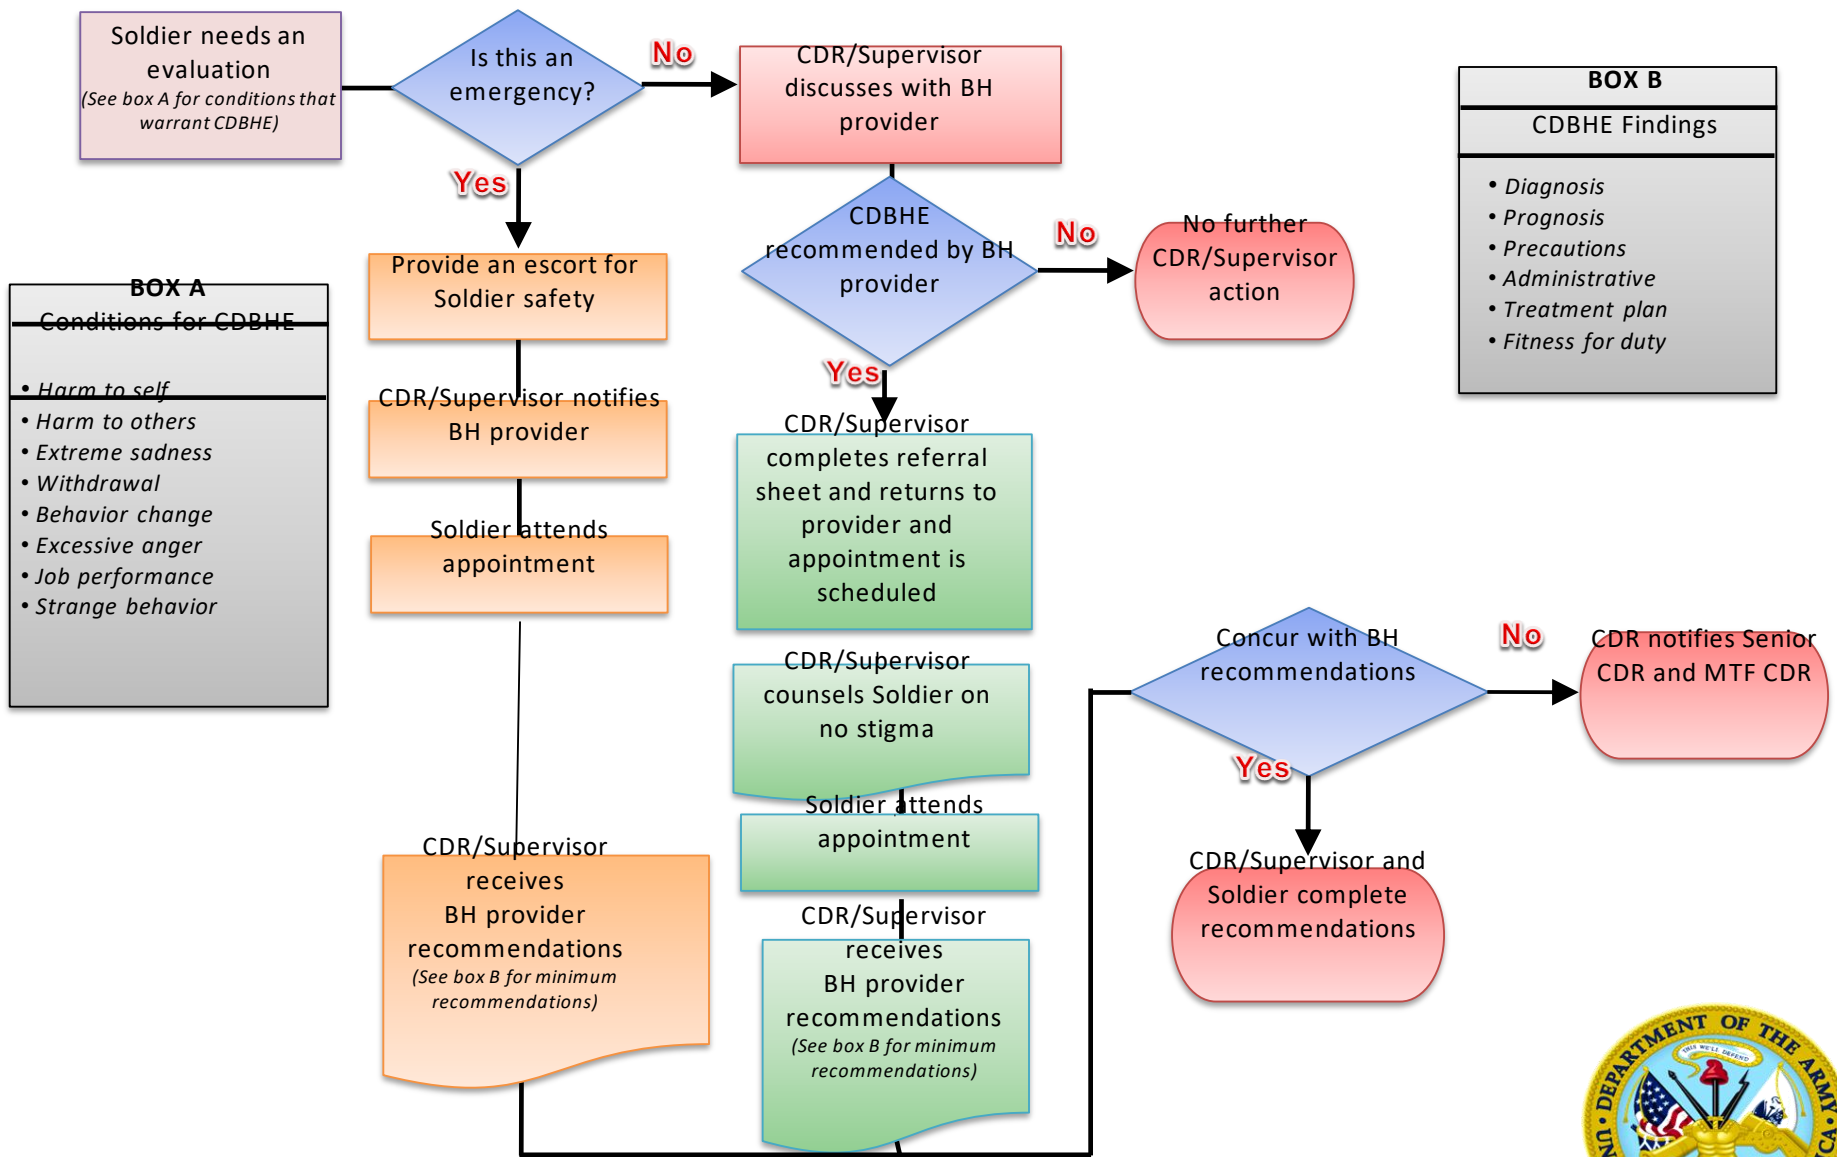 Soldier needs an
evaluation
(See box A for conditions that
warrant CDBHE)
Is this an
emergency?
No
CDR/Supervisor
discusses with BH
provider
BOX B
CDBHE Findings
• Diagnosis
• Prognosis
• Precautions
• Administrative
• Treatment plan
• Fitness for duty
Yes
CDBHE
recommended by BH
provider
No
No further
CDR/Supervisor
action
Provide an escort for
Soldier safety
BOX A
Conditions for CDBHE
• Harm to self
• Harm to others
• Extreme sadness
• Withdrawal
• Behavior change
• Excessive anger
• Job performance
• Strange behavior
CDR/Supervisor notifies
BH provider
Soldier attends
appointment
CDR/Supervisor
receives
BH provider
recommendations
(See box B for minimum
recommendations)
Yes
CDR/Supervisor
completes referral
sheet and returns to
provider and
appointment is
scheduled
CDR/Supervisor
counsels Soldier on
no stigma
Soldier attends
appointment
CDR/Supervisor
receives
BH provider
recommendations
(See box B for minimum
recommendations)
Concur with BH
recommendations
No
CDR notifies Senior
CDR and MTF CDR
Yes
CDR/Supervisor and
Soldier complete
recommendations
DEPARTMENT OF THE ARMY
THIS WE'LL DEFEND